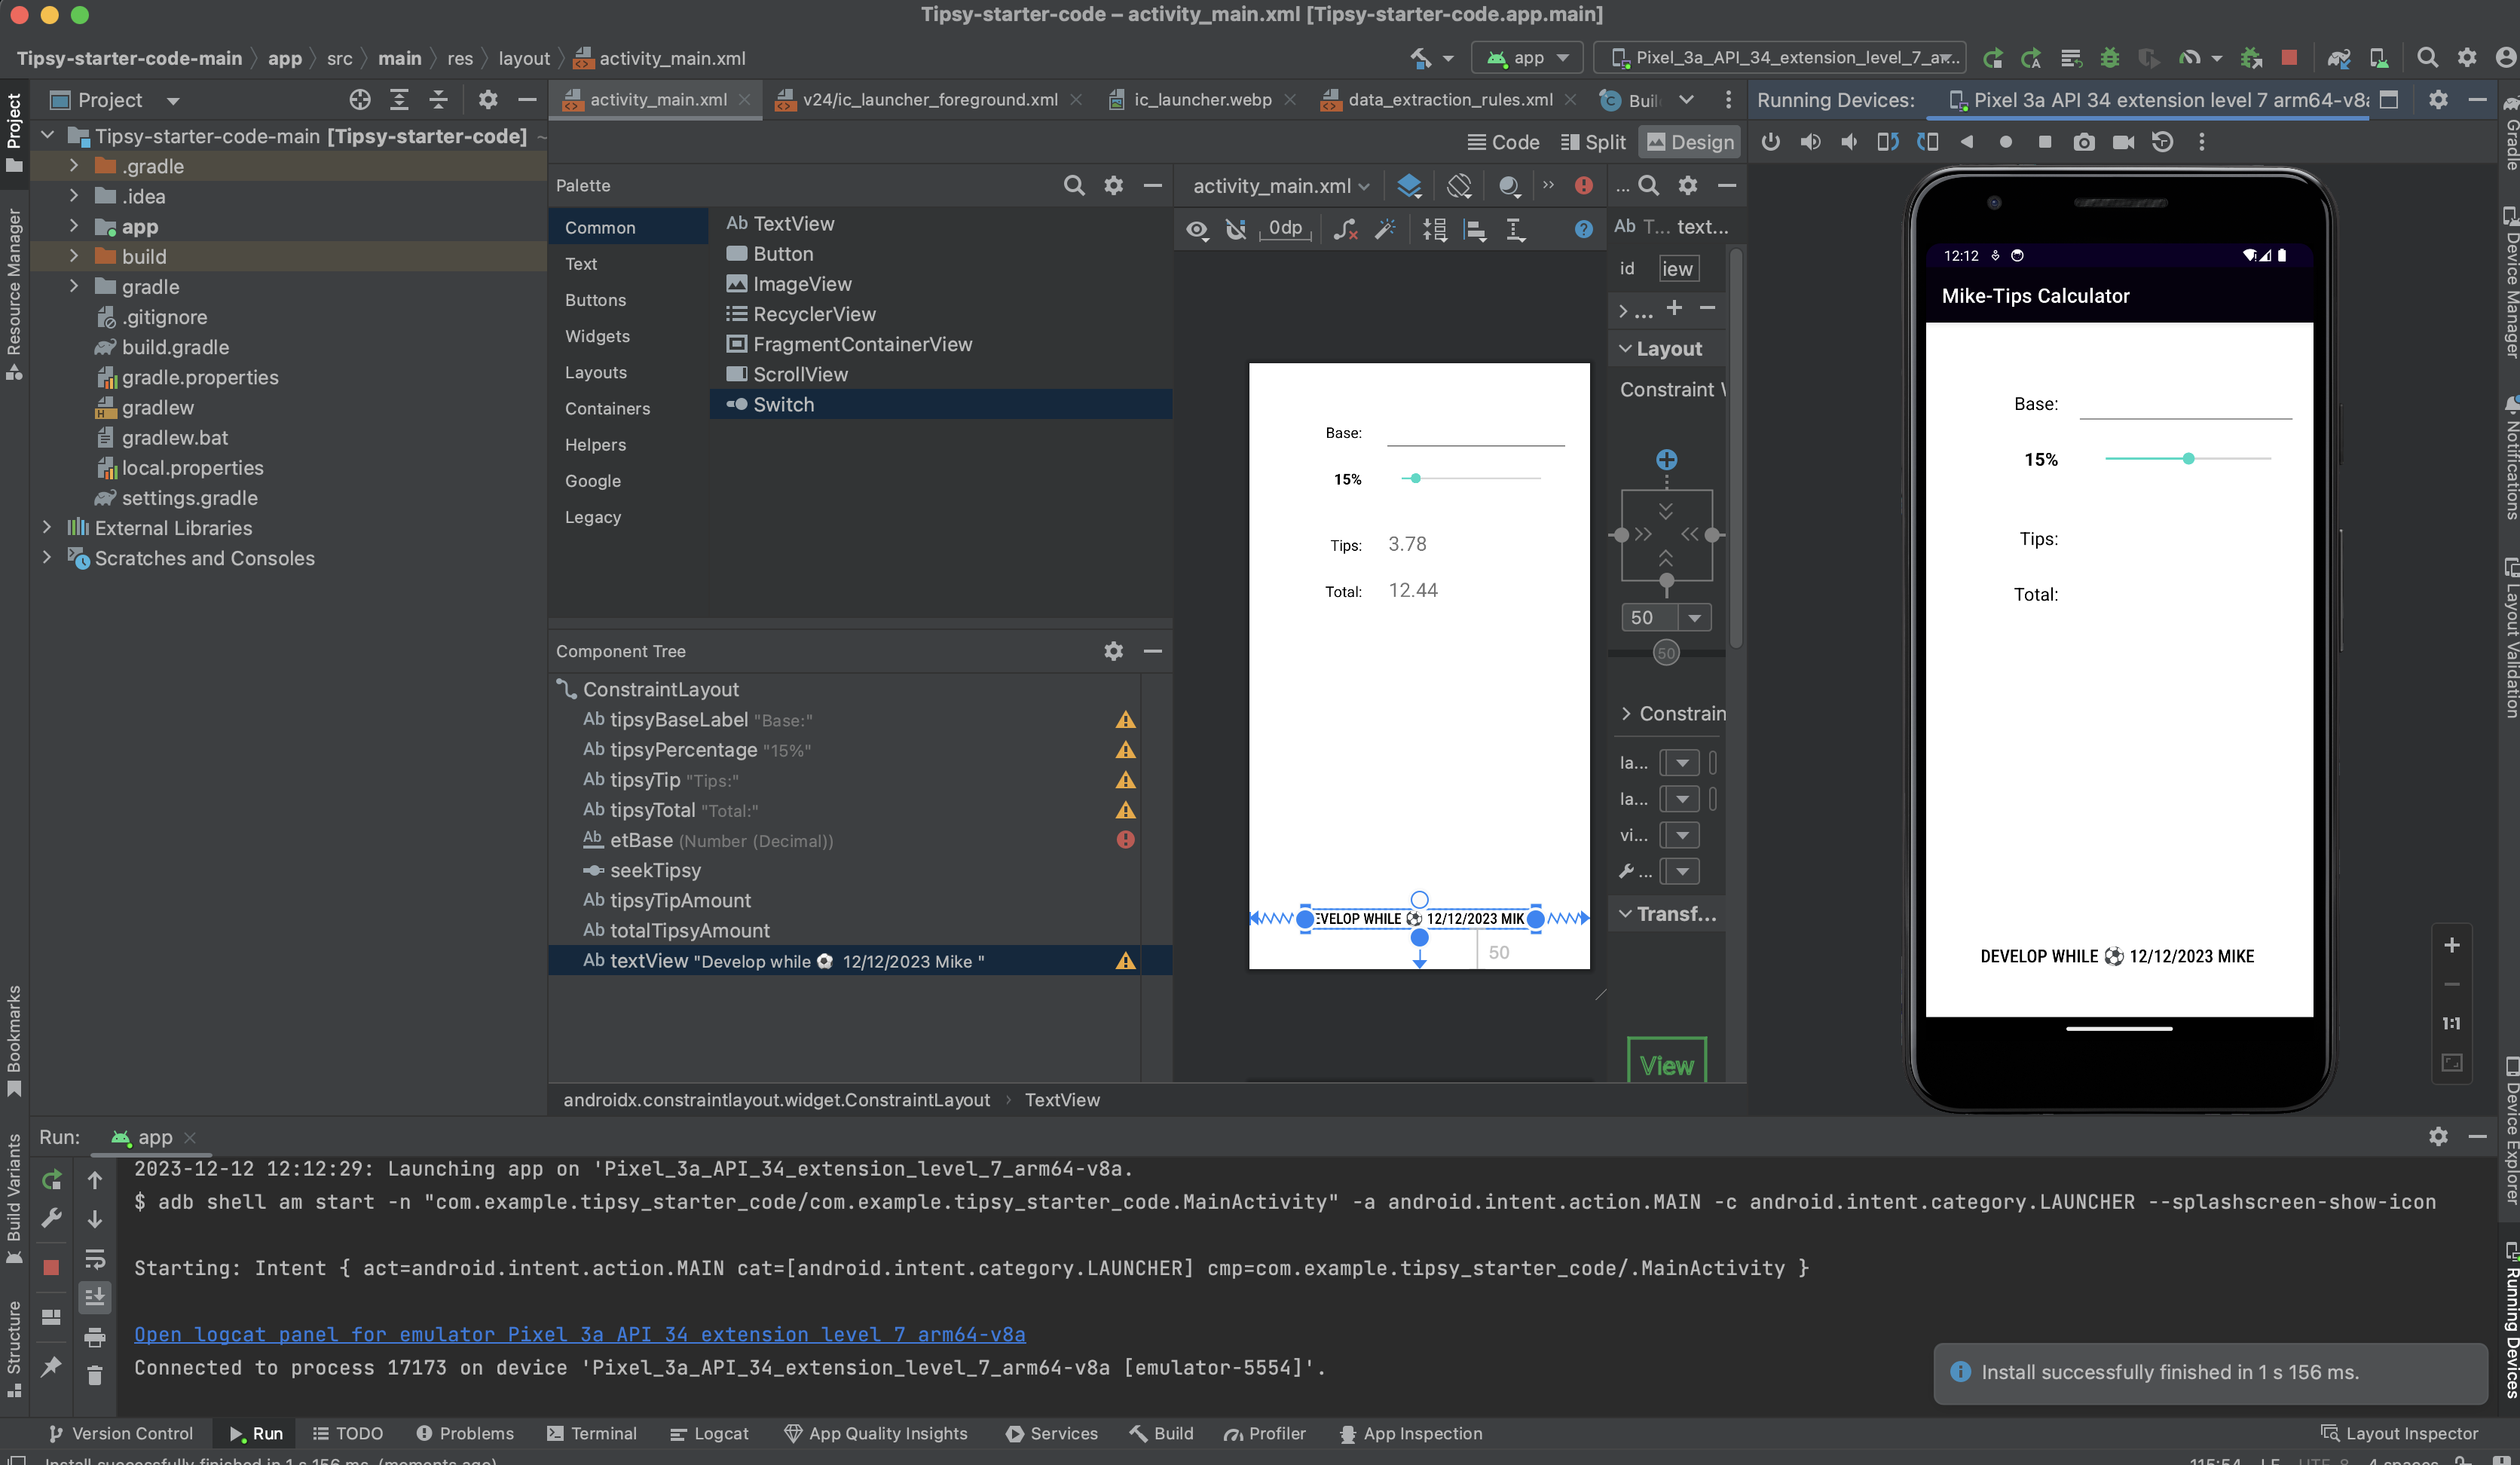 Tipsy-starter-code – activity_main.xml [Tipsy-starter-code.app.main]
Tipsy-starter-code-main app src main res layout activity_main.xml
app Pixel_3a_API_34_extension_level_7_ar...
Project
activity_main.xml v24/ic_launcher_foreground.xml ic_launcher.webp data_extraction_rules.xml
Running Devices: Pixel 3a API 34 extension level 7 arm64-v8a
Code Split Design
Tipsy-starter-code-main [Tipsy-starter-code]
.gradle
.idea
app
build
gradle
.gitignore
build.gradle
gradle.properties
gradlew
gradlew.bat
local.properties
settings.gradle
External Libraries
Scratches and Consoles
Palette
Common
Text
Buttons
Widgets
Layouts
Containers
Helpers
Google
Legacy
Ab TextView
Button
ImageView
RecyclerView
FragmentContainerView
ScrollView
Switch
Component Tree
ConstraintLayout
Ab tipsyBaseLabel "Base:"
Ab tipsyPercentage "15%"
Ab tipsyTip "Tips:"
Ab tipsyTotal "Total:"
Ab etBase (Number (Decimal))
seekTipsy
Ab tipsyTipAmount
Ab totalTipsyAmount
Ab textView "Develop while ⚽ 12/12/2023 Mike "
androidx.constraintlayout.widget.ConstraintLayout TextView
activity_main.xml
0dp
Base:
15%
Tips: 3.78
Total: 12.44
EVELOP WHILE ⚽ 12/12/2023 MIK
50
...
Ab T... text...
id iew
...
Layout
Constraint
50
50
Constrain
la...
la...
vi...
...
Transf...
View
12:12
Mike-Tips Calculator
Base:
15%
Tips:
Total:
DEVELOP WHILE ⚽ 12/12/2023 MIKE
1:1
Run: app
2023-12-12 12:12:29: Launching app on 'Pixel_3a_API_34_extension_level_7_arm64-v8a.
$ adb shell am start -n "com.example.tipsy_starter_code/com.example.tipsy_starter_code.MainActivity" -a android.intent.action.MAIN -c android.intent.category.LAUNCHER --splashscreen-show-icon
Starting: Intent { act=android.intent.action.MAIN cat=[android.intent.category.LAUNCHER] cmp=com.example.tipsy_starter_code/.MainActivity }
Open logcat panel for emulator Pixel 3a API 34 extension level 7 arm64-v8a
Connected to process 17173 on device 'Pixel_3a_API_34_extension_level_7_arm64-v8a [emulator-5554]'.
Install successfully finished in 1 s 156 ms.
Version Control Run TODO Problems Terminal Logcat App Quality Insights Services Build Profiler App Inspection Layout Inspector
Install successfully finished in 1 s 156 ms. (moments ago)
115:54 LF UTF-8 4 spaces
Project
Resource Manager
Bookmarks
Build Variants
Structure
Gradle
Device Manager
Notifications
Layout Validation
Device Explorer
Running Devices